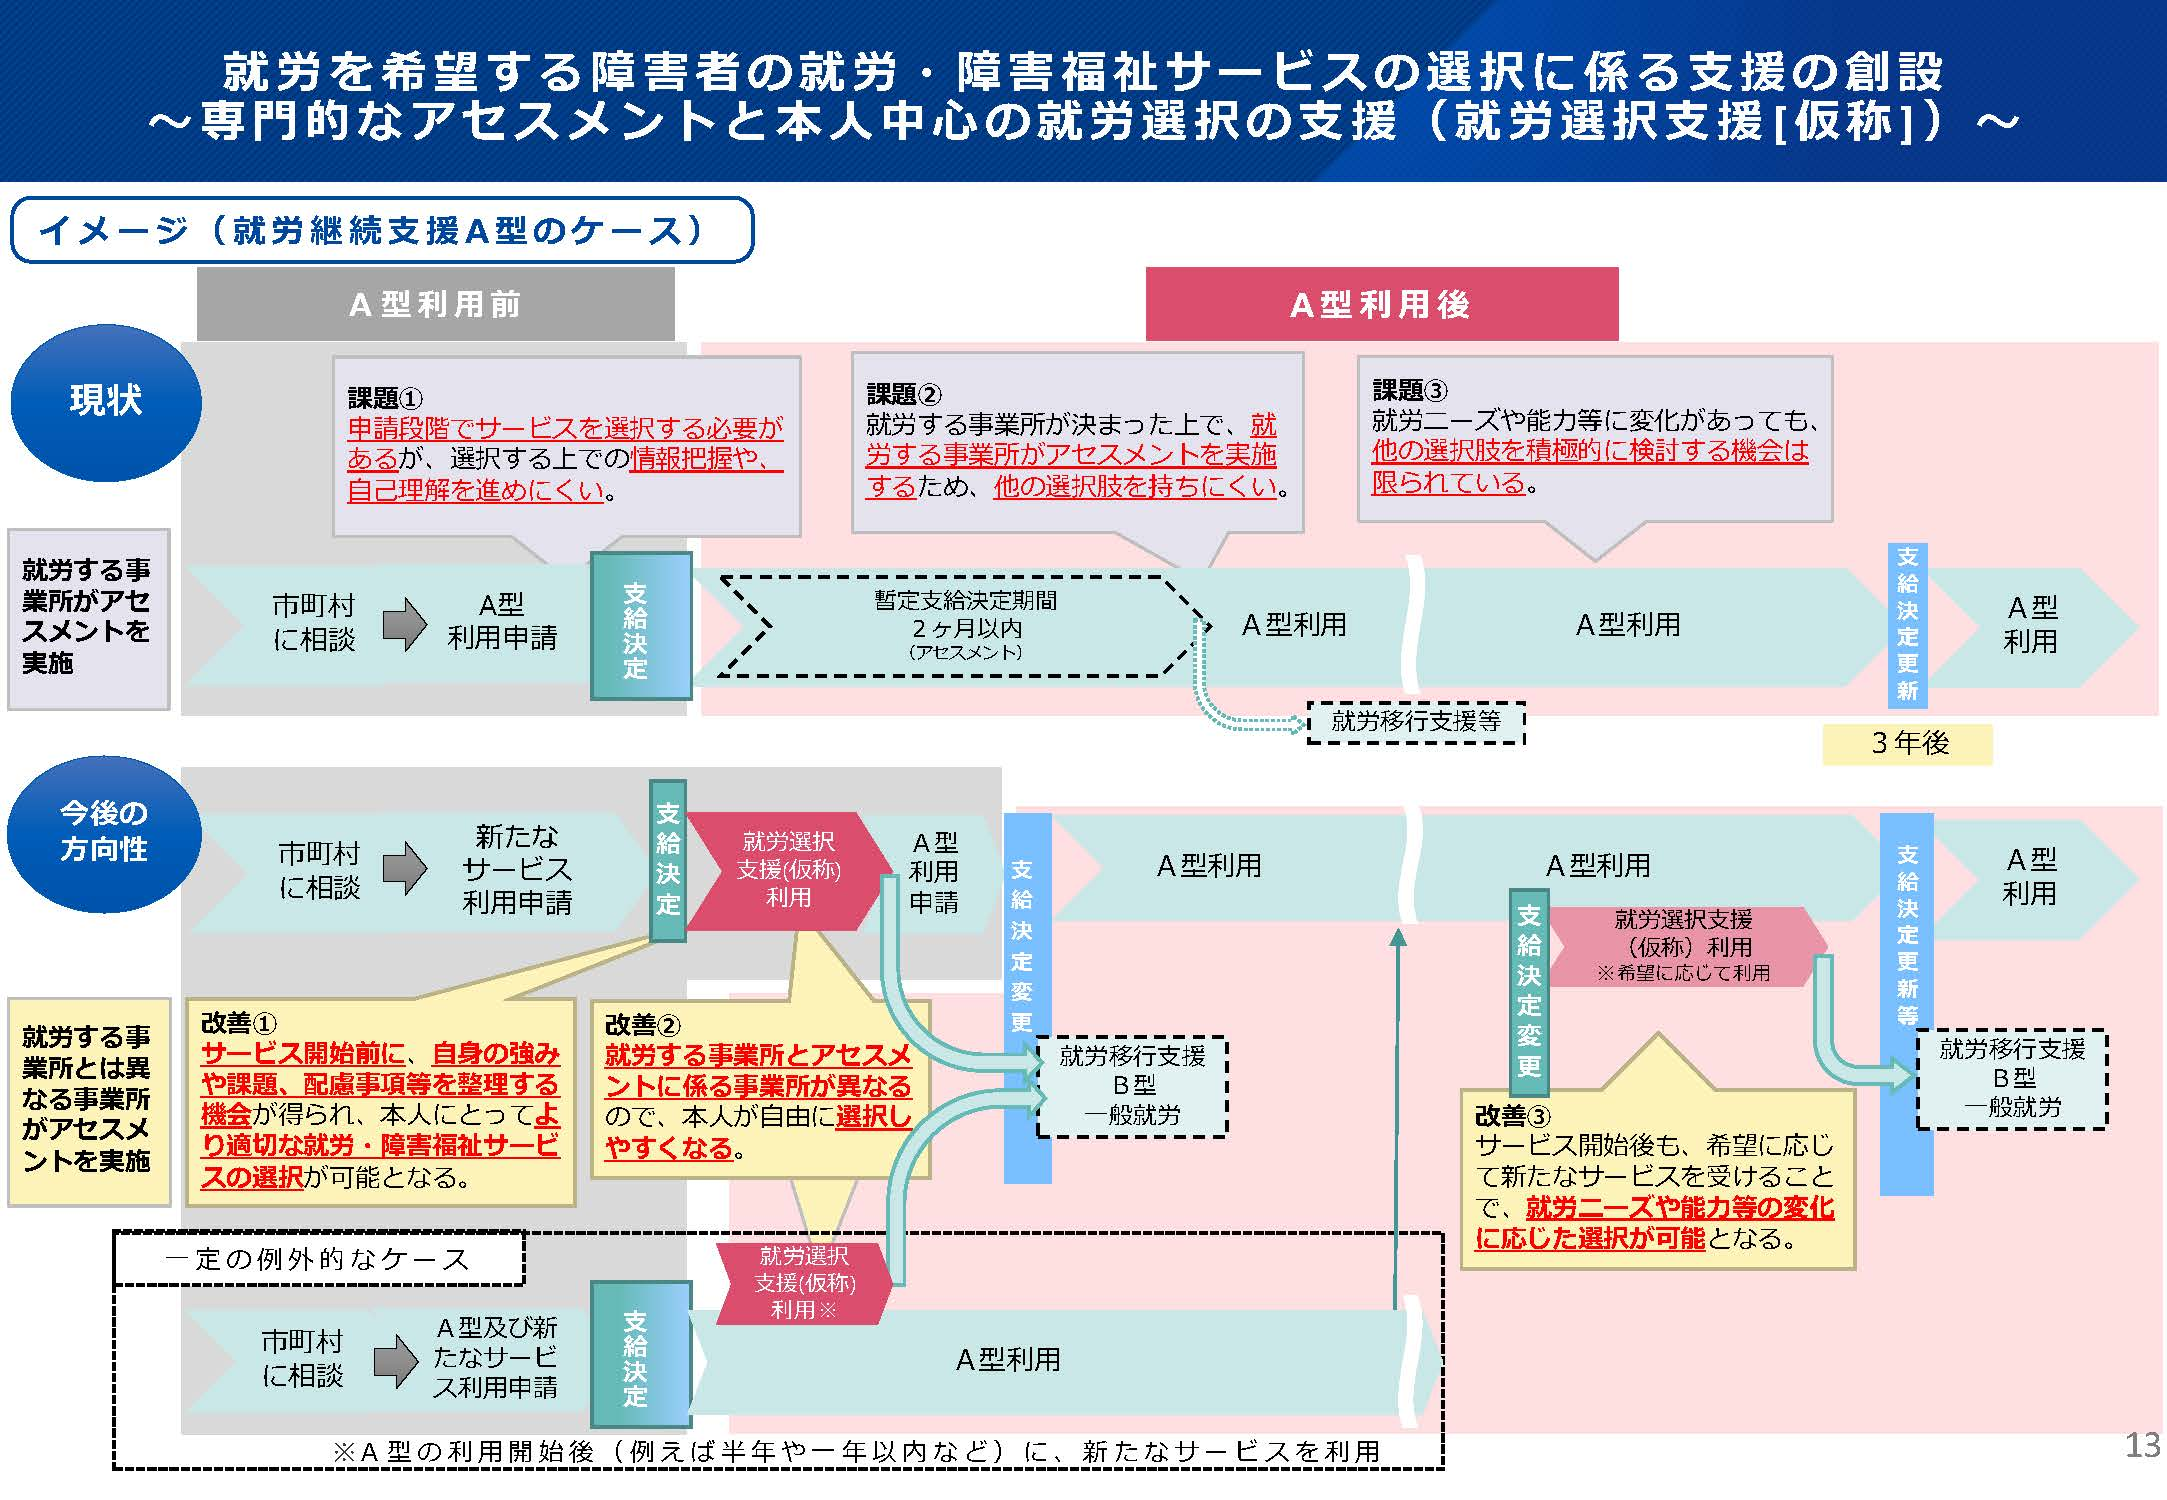 就労を希望する障害者の就労・障害福祉サービスの選択に係る支援の創設
～専門的なアセスメントと本人中心の就労選択の支援（就労選択支援[仮称]）～
イメージ（就労継続支援A型のケース）
A型利用前
A型利用後
現状
課題①
申請段階でサービスを選択する必要が
あるが、選択する上での情報把握や、
自己理解を進めにくい。
課題②
就労する事業所が決まった上で、就
労する事業所がアセスメントを実施
するため、他の選択肢を持ちにくい。
課題③
就労ニーズや能力等に変化があっても、
他の選択肢を積極的に検討する機会は
限られている。
就労する事
業所がアセ
スメントを
実施
市町村
に相談
A型
利用申請
支給決定
暫定支給決定期間
２ヶ月以内
（アセスメント）
Ａ型利用
Ａ型利用
支給決定更新
Ａ型
利用
就労移行支援等
３年後
今後の
方向性
市町村
に相談
新たな
サービス
利用申請
支給決定
就労選択
支援(仮称)
利用
Ａ型
利用
申請
支給決定変更
Ａ型利用
Ａ型利用
支給決定変更
就労選択支援
（仮称）利用
※希望に応じて利用
支給決定更新等
Ａ型
利用
就労する事
業所とは異
なる事業所
がアセスメ
ントを実施
改善①
サービス開始前に、自身の強み
や課題、配慮事項等を整理する
機会が得られ、本人にとってよ
り適切な就労・障害福祉サービ
スの選択が可能となる。
改善②
就労する事業所とアセスメ
ントに係る事業所が異なる
ので、本人が自由に選択し
やすくなる。
就労移行支援
Ｂ型
一般就労
改善③
サービス開始後も、希望に応じ
て新たなサービスを受けること
で、就労ニーズや能力等の変化
に応じた選択が可能となる。
就労移行支援
Ｂ型
一般就労
一定の例外的なケース
市町村
に相談
Ａ型及び新
たなサービ
ス利用申請
支給決定
就労選択
支援(仮称)
利用※
Ａ型利用
※Ａ型の利用開始後（例えば半年や一年以内など）に、新たなサービスを利用
13